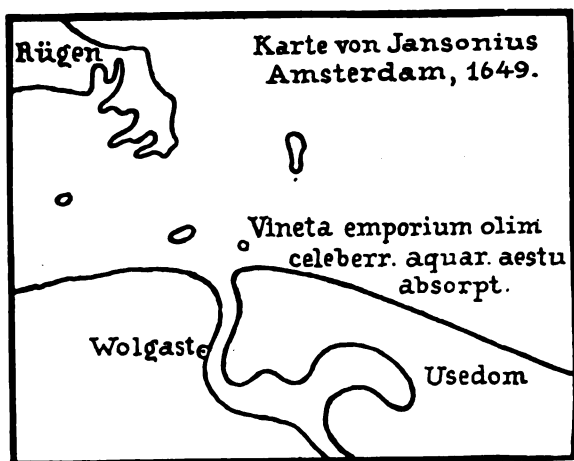 Rügen
Karte von Jansonius
Amsterdam, 1649.
Vineta emporium olim
celeberr. aquar. aestu
absorpt.
Wolgast
Usedom